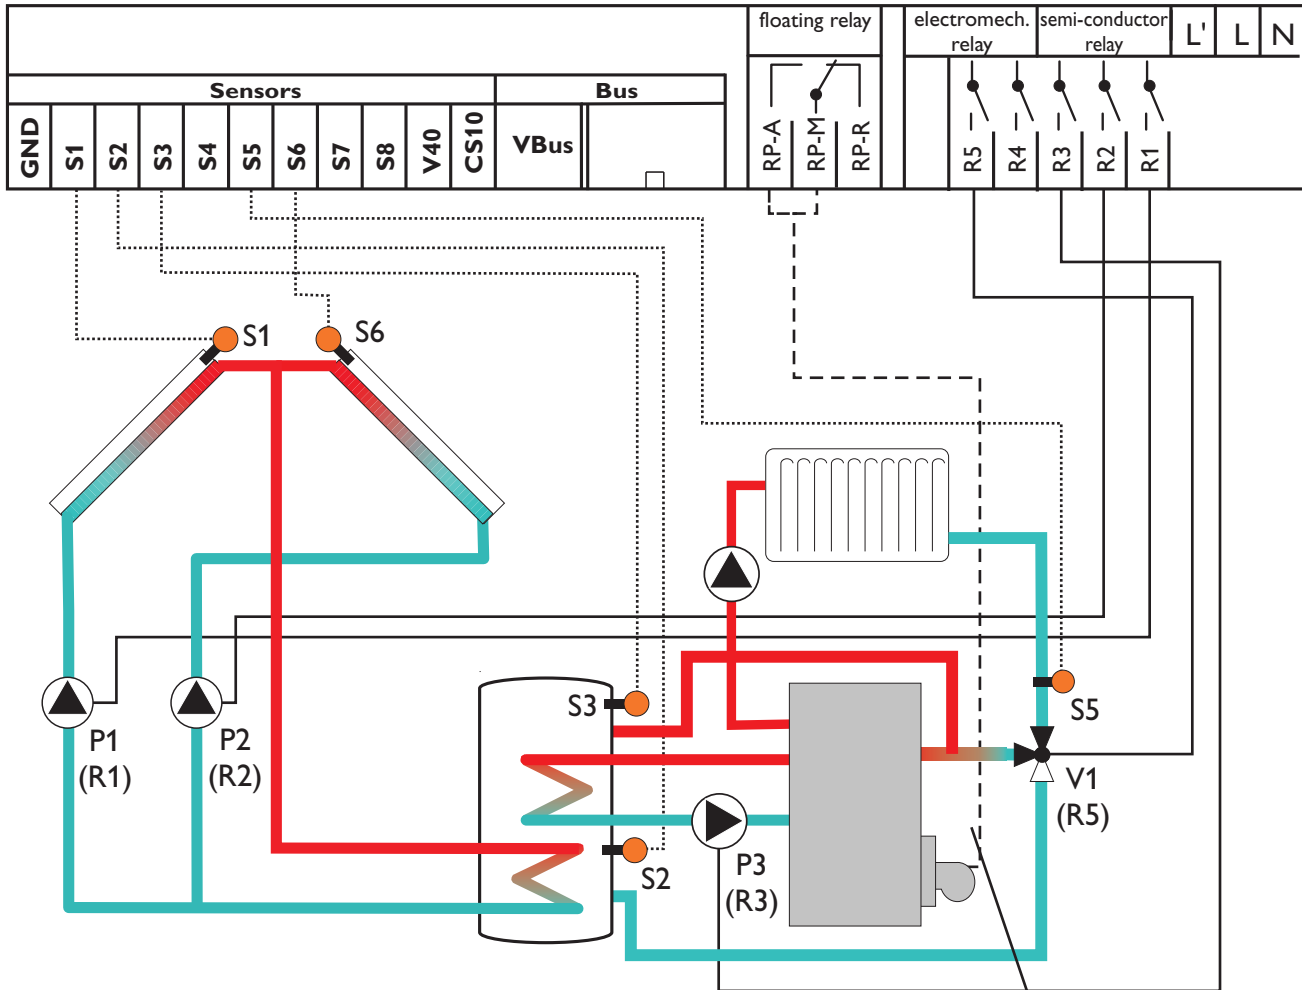 floating relay
electromech.
relay
semi-conductor
relay
L'
L
N
Sensors
Bus
GND
S1
S2
S3
S4
S5
S6
S7
S8
V40
CS10
VBus
RP-A
RP-M
RP-R
R5
R4
R3
R2
R1
S1
S6
S3
S5
P1
(R1)
P2
(R2)
V1
(R5)
S2
P3
(R3)